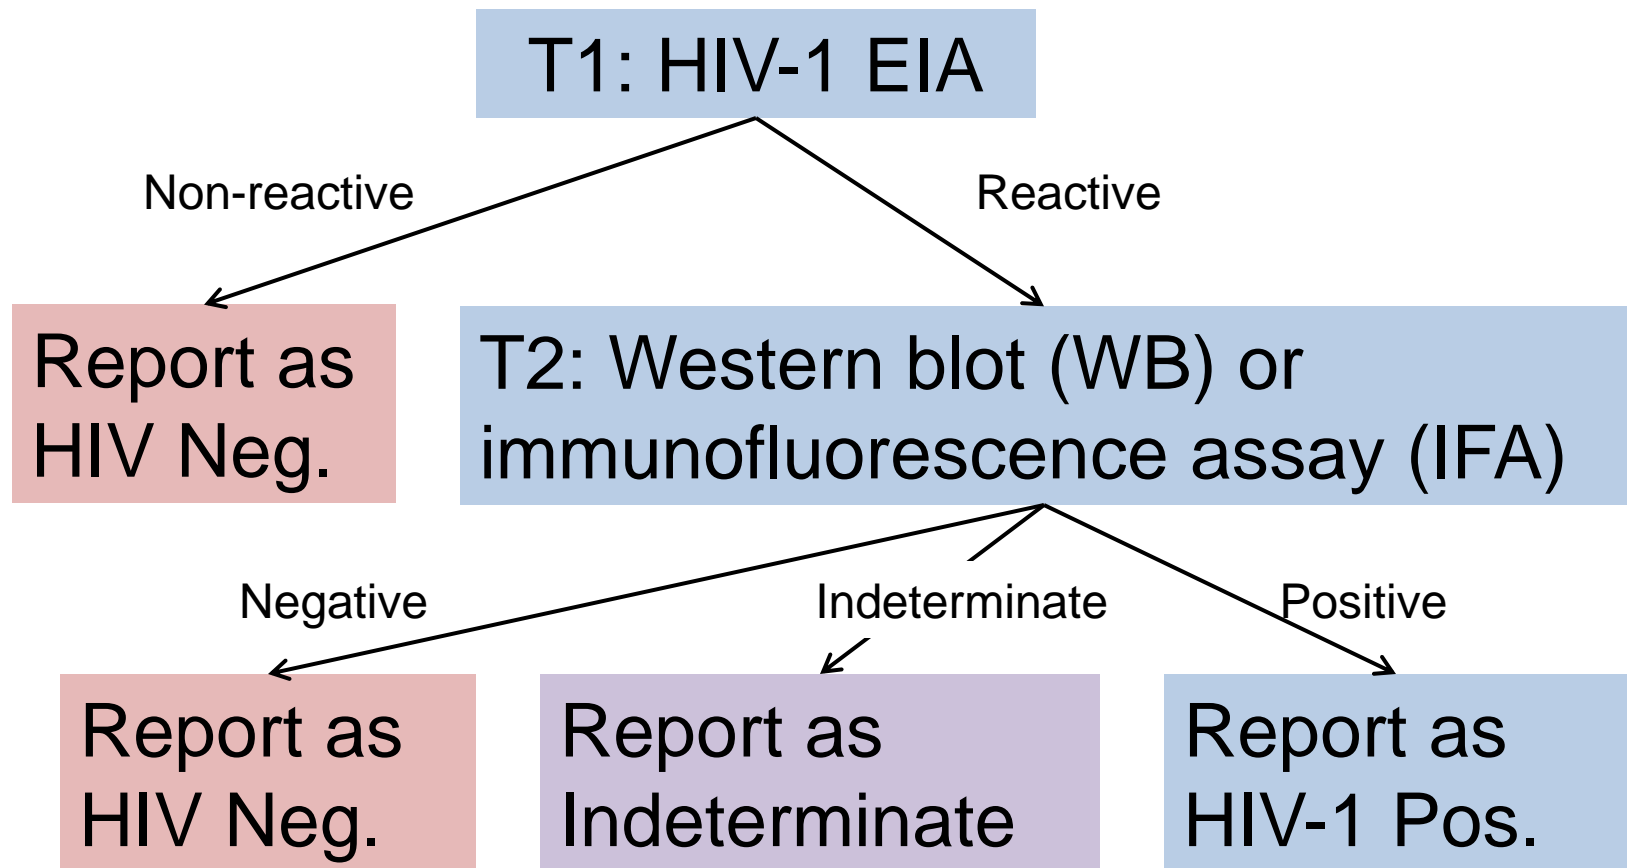 T1: HIV-1 EIA
Non-reactive
Reactive
Report as
HIV Neg.
T2: Western blot (WB) or
immunofluorescence assay (IFA)
Negative
Indeterminate
Positive
Report as
HIV Neg.
Report as
Indeterminate
Report as
HIV-1 Pos.